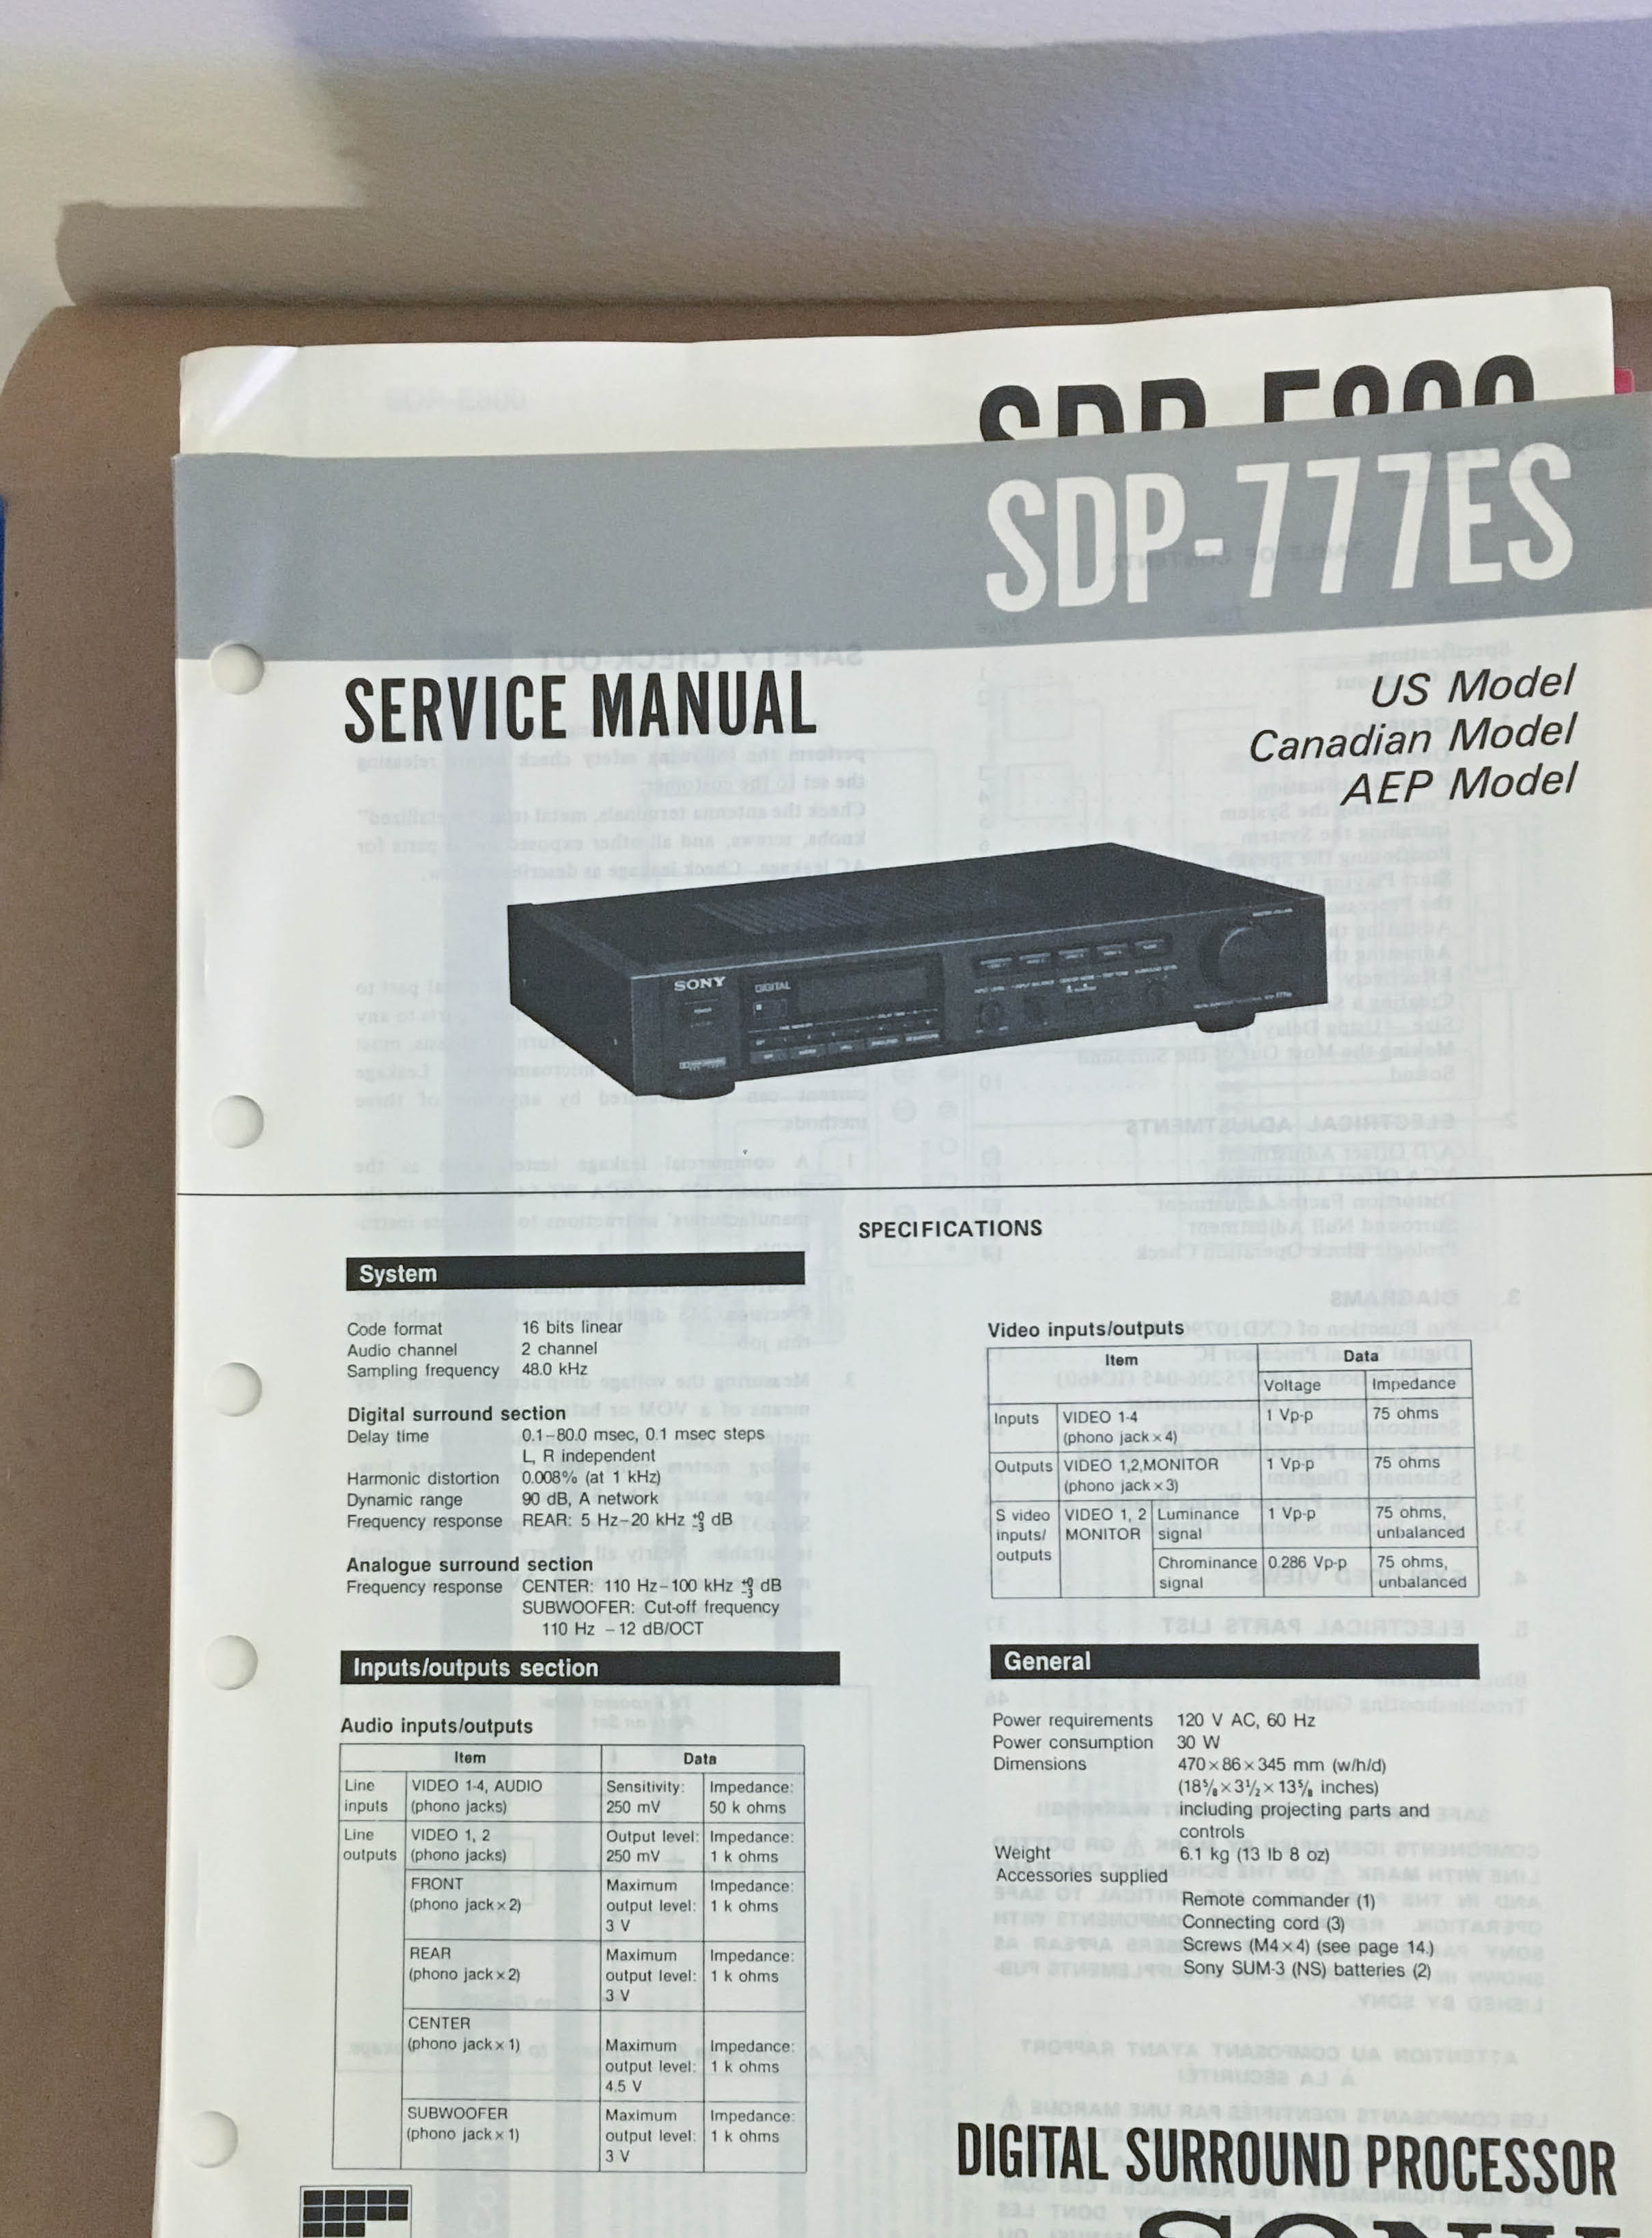 SDP-777ES
SERVICE MANUAL
US Model
Canadian Model
AEP Model
SONY
DIGITAL
SPECIFICATIONS
System
Code format 16 bits linear
Audio channel 2 channel
Sampling frequency 48.0 kHz
Digital surround section
Delay time 0.1–80.0 msec, 0.1 msec steps
L, R independent
Harmonic distortion 0.008% (at 1 kHz)
Dynamic range 90 dB, A network
Frequency response REAR: 5 Hz–20 kHz +0 −3 dB
Analogue surround section
Frequency response CENTER: 110 Hz–100 kHz +0 −3 dB
SUBWOOFER: Cut-off frequency
110 Hz −12 dB/OCT
Inputs/outputs section
Audio inputs/outputs
Item Data
Line VIDEO 1-4, AUDIO Sensitivity: Impedance:
inputs (phono jacks) 250 mV 50 k ohms
Line VIDEO 1, 2 Output level: Impedance:
outputs (phono jacks) 250 mV 1 k ohms
FRONT Maximum Impedance:
(phono jack×2) output level: 1 k ohms
3 V
REAR Maximum Impedance:
(phono jack×2) output level: 1 k ohms
3 V
CENTER
(phono jack×1) Maximum Impedance:
output level: 1 k ohms
4.5 V
SUBWOOFER Maximum Impedance:
(phono jack×1) output level: 1 k ohms
3 V
Video inputs/outputs
Item Data
Voltage Impedance
Inputs VIDEO 1-4 1 Vp-p 75 ohms
(phono jack×4)
Outputs VIDEO 1,2,MONITOR 1 Vp-p 75 ohms
(phono jack×3)
S video VIDEO 1, 2 Luminance 1 Vp-p 75 ohms,
inputs/ MONITOR signal unbalanced
outputs
Chrominance 0.286 Vp-p 75 ohms,
signal unbalanced
General
Power requirements 120 V AC, 60 Hz
Power consumption 30 W
Dimensions 470×86×345 mm (w/h/d)
(18⅝×3½×13⅝ inches)
including projecting parts and
controls
Weight 6.1 kg (13 lb 8 oz)
Accessories supplied
Remote commander (1)
Connecting cord (3)
Screws (M4×4) (see page 14.)
Sony SUM-3 (NS) batteries (2)
DIGITAL SURROUND PROCESSOR
SONY